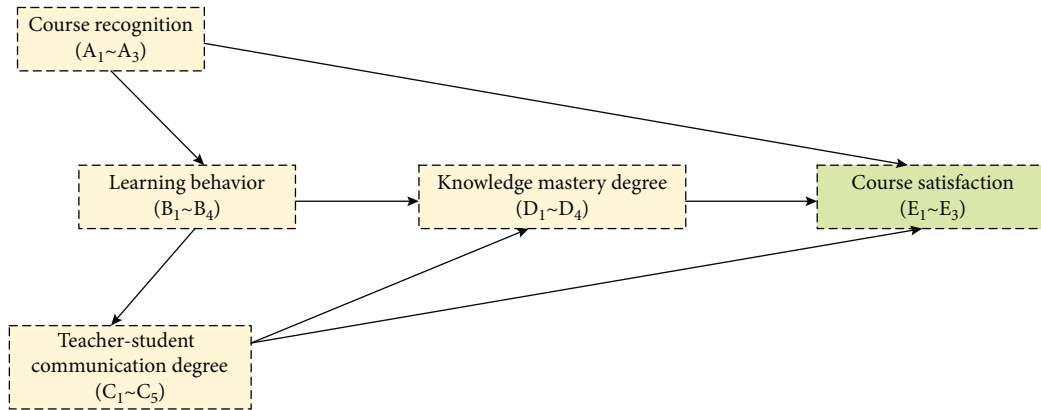 Course recognition
(A₁~A₃)
Learning behavior
(B₁~B₄)
Knowledge mastery degree
(D₁~D₄)
Course satisfaction
(E₁~E₃)
Teacher-student
communication degree
(C₁~C₅)